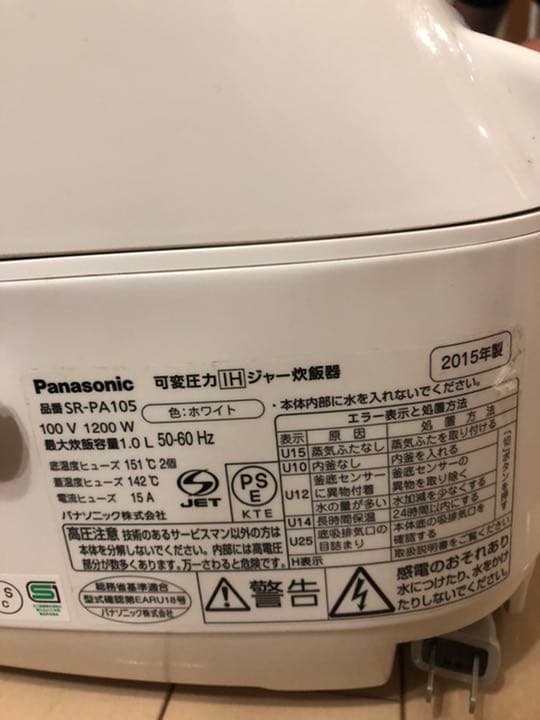 2015年製
Panasonic 可変圧力IHジャー炊飯器
品番 SR-PA105 色:ホワイト
100 V 1200 W
最大炊飯容量1.0 L 50-60 Hz
底温度ヒューズ 151℃ 2個
蓋温度ヒューズ 142℃
電流ヒューズ 15 A
パナソニック株式会社
JET
PS
E
KTE
高圧注意 技術のあるサービスマン以外の方は
本体を分解しないでください。内部には高電圧
部分が数多くあります。万一さわると危険です。
S
C
S
総務省基準適合
型式確認第EARU18号
パナソニック株式会社
・本体内部に水を入れないでください。
エラー表示と処置方法
表示 原因 処置方法
U15 蒸気ふたなし 蒸気ふたを取り付ける
U10 内釜なし 内釜を入れる
U12 釜底センサーに異物付着 釜底センサーの異物を除く
水の量が多い 水加減を少なくする
U14 長時間保温 24時間以内にする
U25 底吸排気口の目詰まり 本体底の吸排気口を確認する
H表示 取扱説明書をご覧ください
警告
感電のおそれあり
水につけたり、水をかけ
たりしないでください。